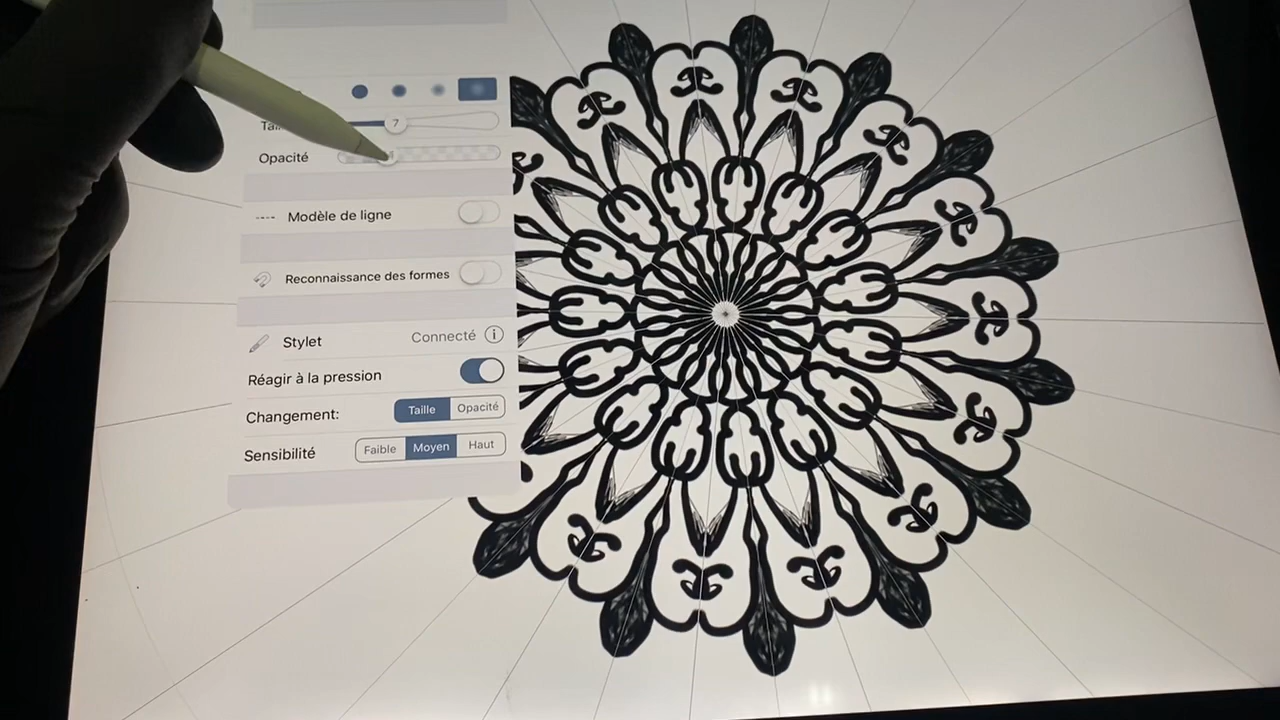 7
Opacité
Modèle de ligne
Reconnaissance des formes
Stylet Connecté
Réagir à la pression
Changement: Taille Opacité
Sensibilité Faible Moyen Haut